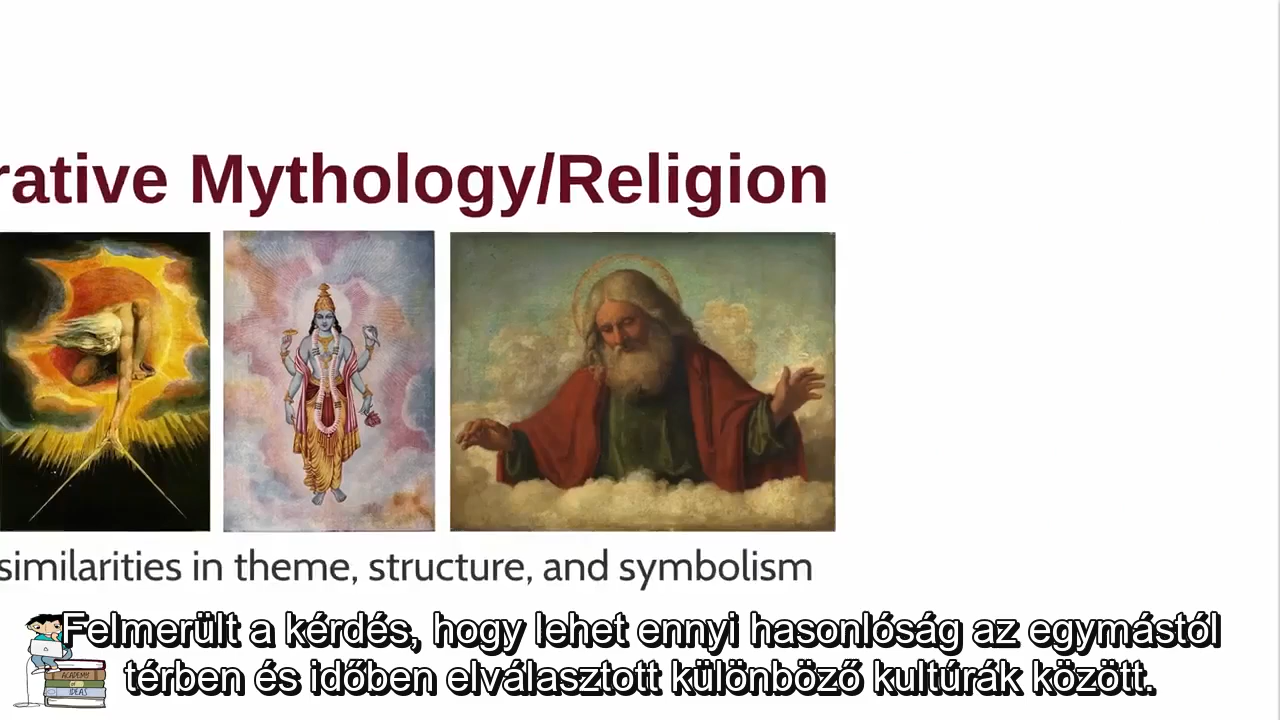 rative Mythology/Religion
similarities in theme, structure, and symbolism
Felmerült a kérdés, hogy lehet ennyi hasonlóság az egymástól
térben és időben elválasztott különböző kultúrák között.
ACADEMY
OF
IDEAS